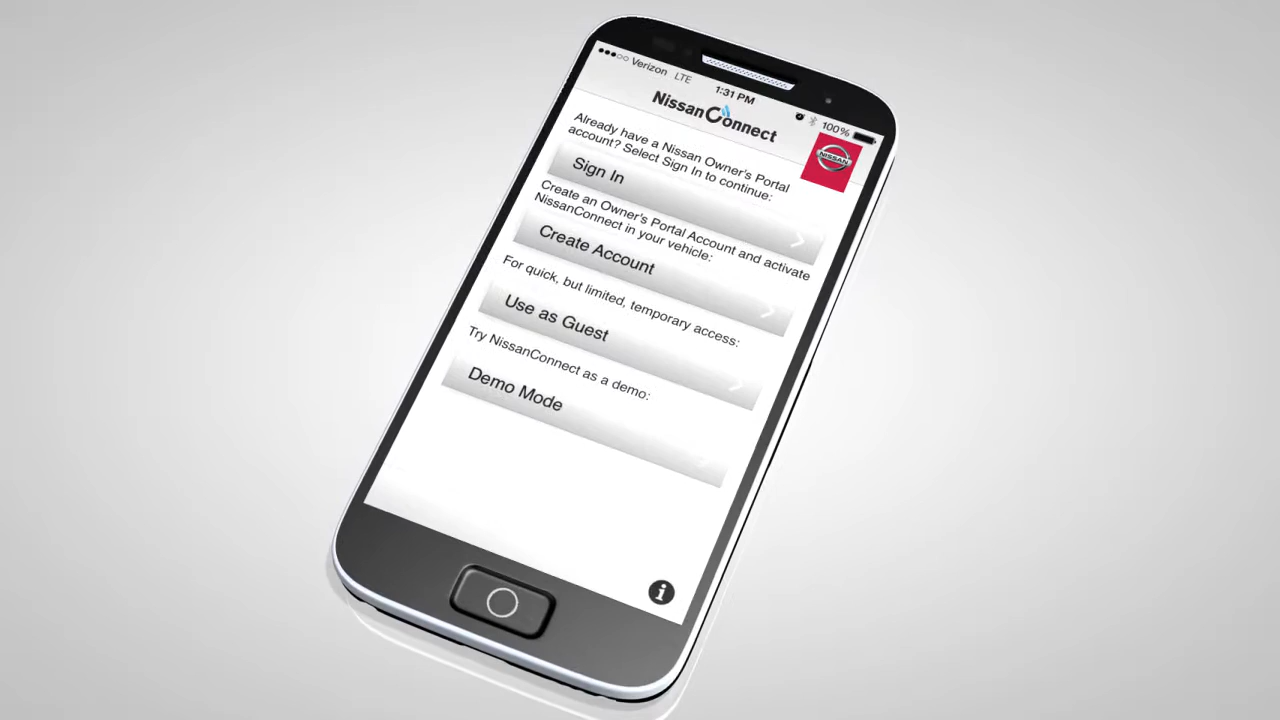 Verizon LTE
1:31 PM
100%
NissanConnect
NISSAN
Already have a Nissan Owner's Portal
account? Select Sign In to continue:
Sign In
Create an Owner's Portal Account and activate
NissanConnect in your vehicle:
Create Account
For quick, but limited, temporary access:
Use as Guest
Try NissanConnect as a demo:
Demo Mode
i